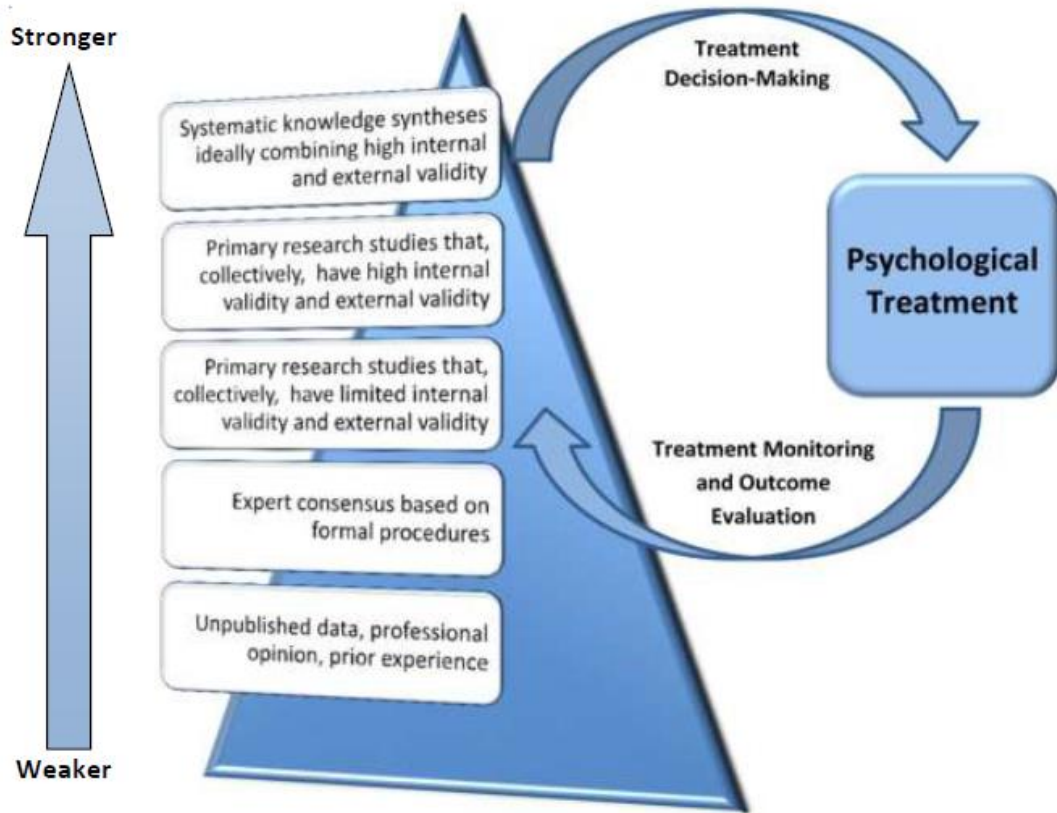 Stronger
Treatment
Decision-Making
Systematic knowledge syntheses
ideally combining high internal
and external validity
Primary research studies that,
collectively, have high internal
validity and external validity
Psychological
Treatment
Primary research studies that,
collectively, have limited internal
validity and external validity
Treatment Monitoring
and Outcome
Evaluation
Expert consensus based on
formal procedures
Unpublished data, professional
opinion, prior experience
Weaker